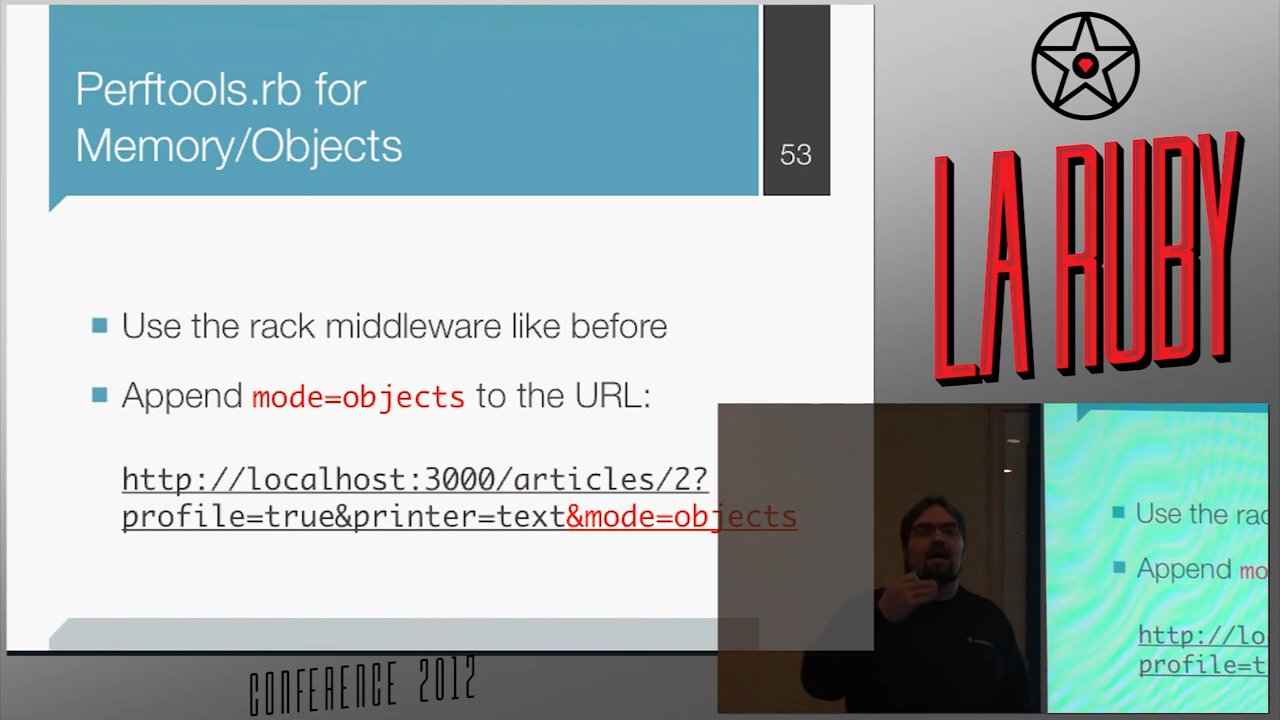 Perftools.rb for
Memory/Objects
53
Use the rack middleware like before
Append mode=objects to the URL:
http://localhost:3000/articles/2?
profile=true&printer=text&mode=objects
LA RUBY
CONFERENCE 2012
Use the rac
Append mo
http://lo
profile=t